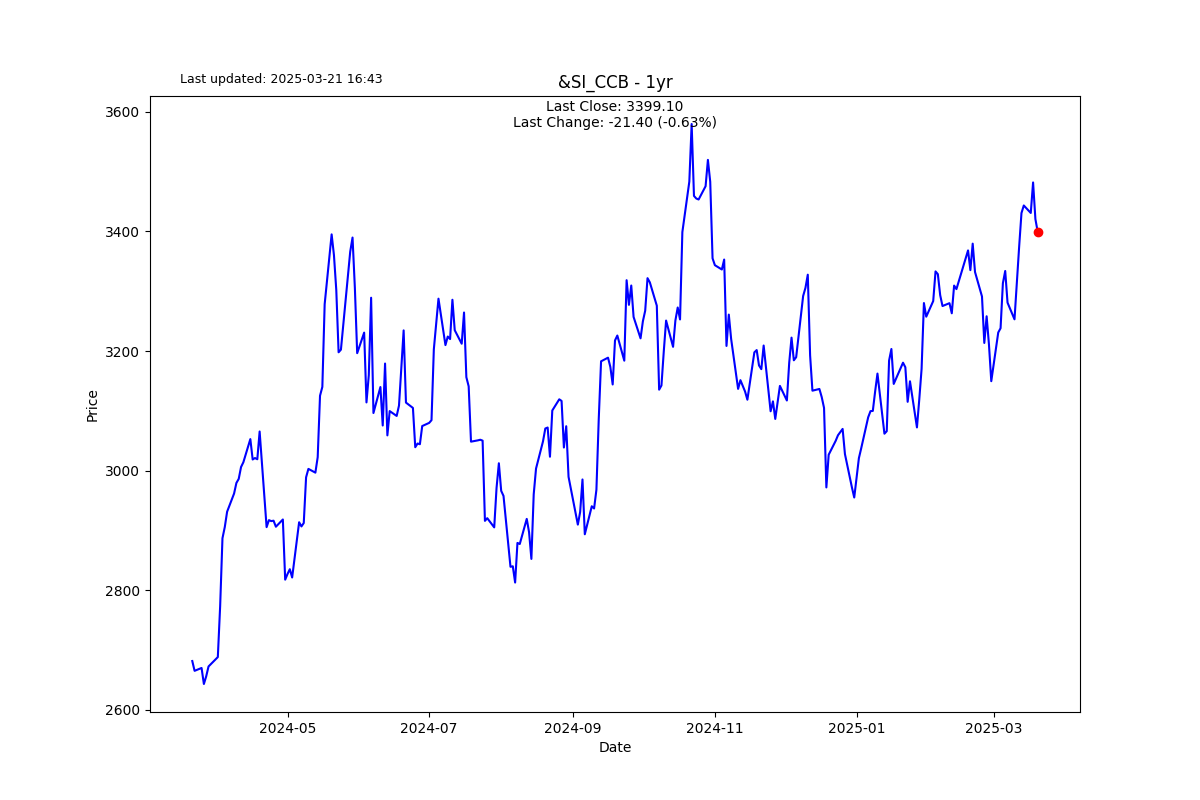 Last updated: 2025-03-21 16:43
&SI_CCB - 1yr
Last Close: 3399.10
Last Change: -21.40 (-0.63%)
3600
3400
3200
3000
2800
2600
Price
2024-05
2024-07
2024-09
2024-11
2025-01
2025-03
Date